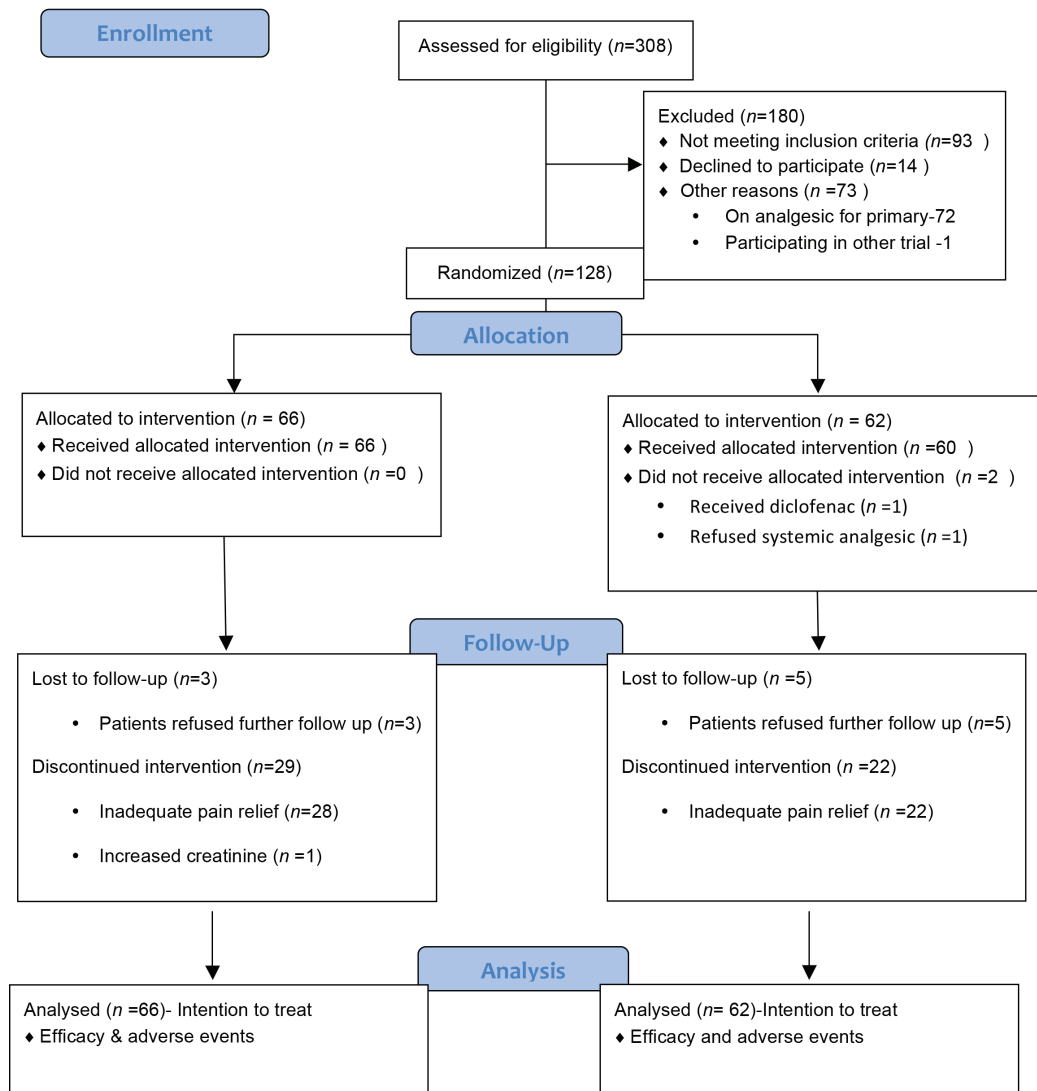 Enrollment
Assessed for eligibility (n=308)
Excluded (n=180)
♦ Not meeting inclusion criteria (n=93 )
♦ Declined to participate (n=14 )
♦ Other reasons (n =73 )
• On analgesic for primary-72
• Participating in other trial -1
Randomized (n=128)
Allocation
Allocated to intervention (n = 66)
♦ Received allocated intervention (n = 66 )
♦ Did not receive allocated intervention (n =0 )
Allocated to intervention (n = 62)
♦ Received allocated intervention (n =60 )
♦ Did not receive allocated intervention (n =2 )
• Received diclofenac (n =1)
• Refused systemic analgesic (n =1)
Follow-Up
Lost to follow-up (n=3)
• Patients refused further follow up (n=3)
Discontinued intervention (n=29)
• Inadequate pain relief (n=28)
• Increased creatinine (n =1)
Lost to follow-up (n =5)
• Patients refused further follow up (n=5)
Discontinued intervention (n =22)
• Inadequate pain relief (n =22)
Analysis
Analysed (n =66)- Intention to treat
♦ Efficacy & adverse events
Analysed (n= 62)-Intention to treat
♦ Efficacy and adverse events